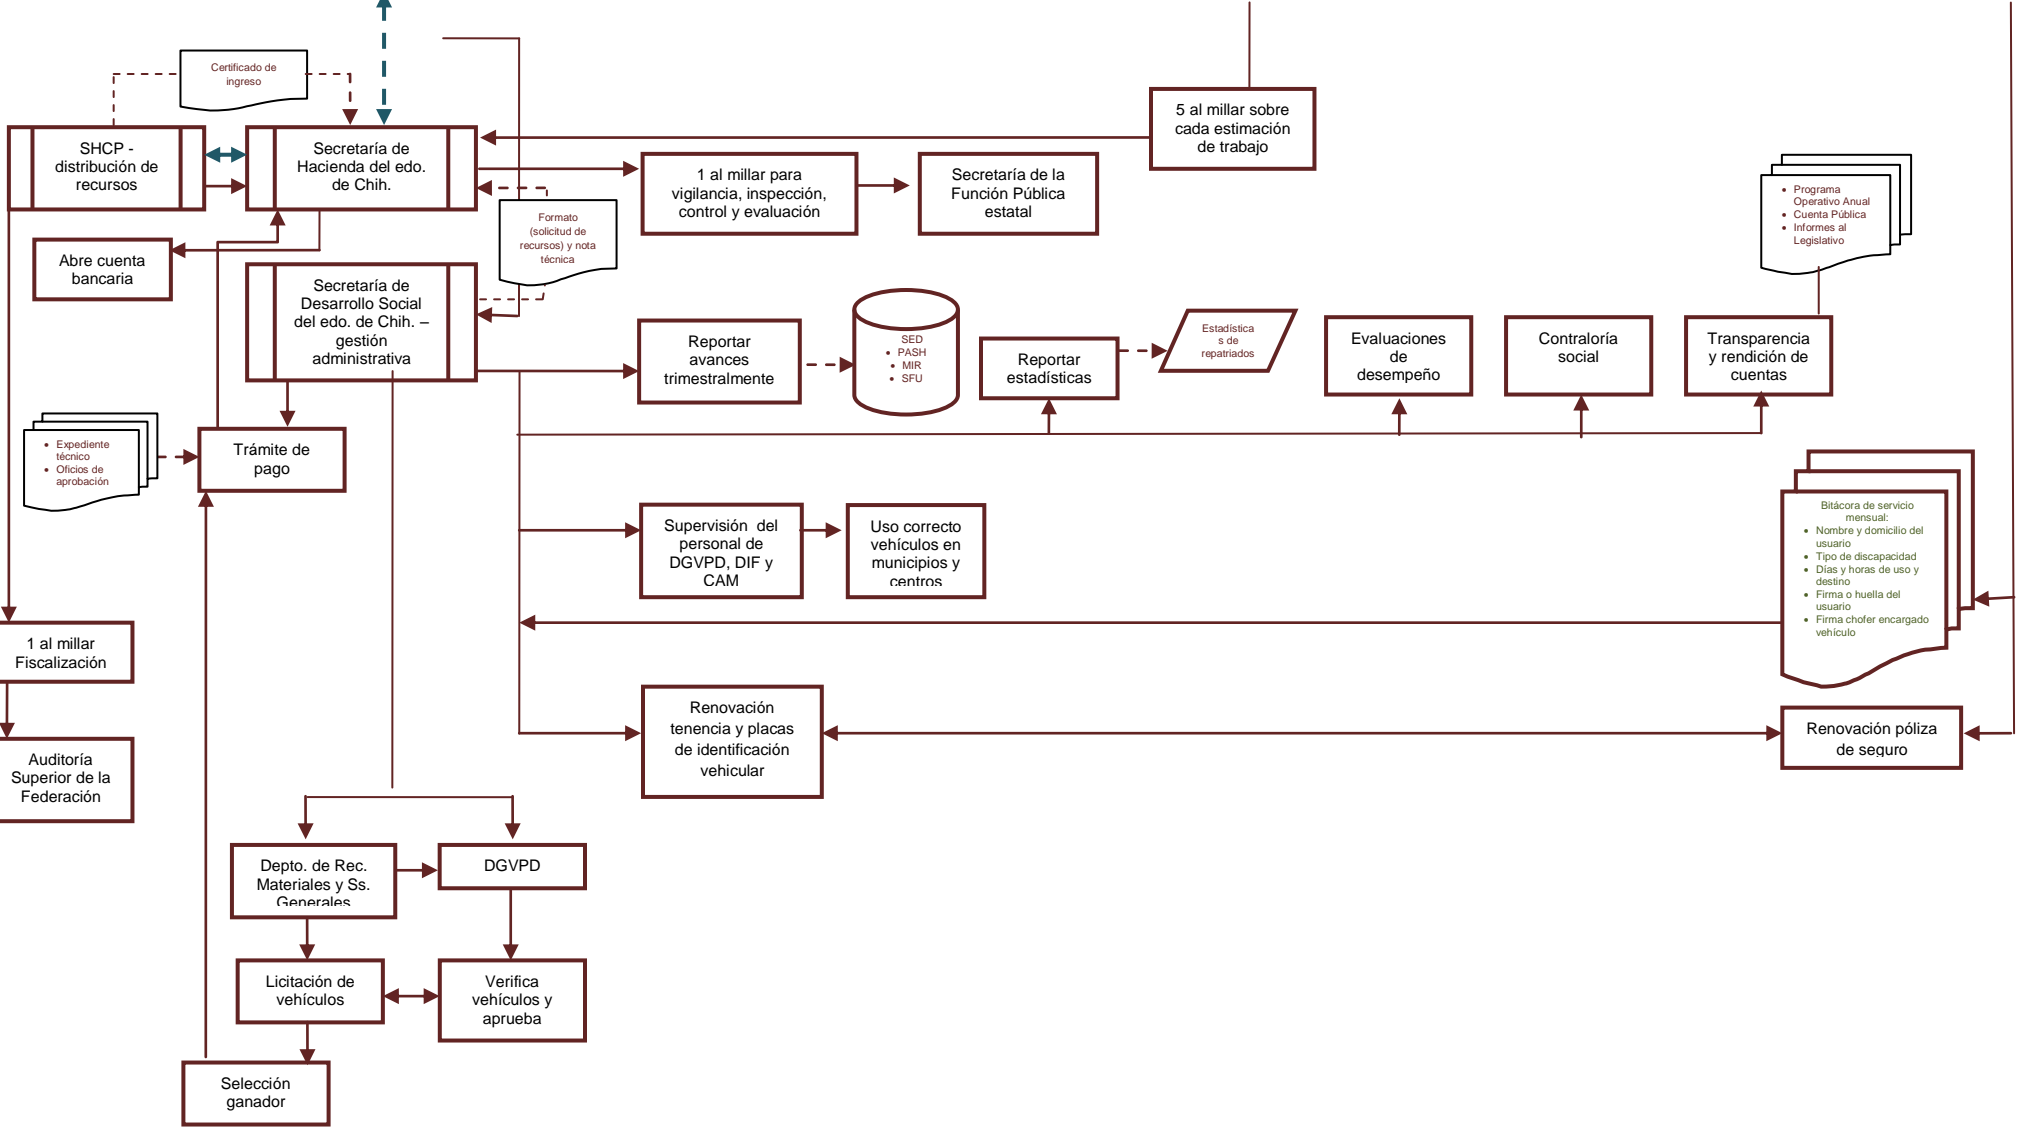 Certificado de
ingreso
SHCP -
distribución de
recursos
Secretaría de
Hacienda del edo.
de Chih.
5 al millar sobre
cada estimación
de trabajo
1 al millar para
vigilancia, inspección,
control y evaluación
Secretaría de la
Función Pública
estatal
• Programa
Operativo Anual
• Cuenta Pública
• Informes al
Legislativo
Formato
(solicitud de
recursos) y nota
técnica
Abre cuenta
bancaria
Secretaría de
Desarrollo Social
del edo. de Chih. –
gestión
administrativa
Reportar
avances
trimestralmente
SED
• PASH
• MIR
• SFU
Reportar
estadísticas
Estadística
s de
repatriados
Evaluaciones
de
desempeño
Contraloría
social
Transparencia
y rendición de
cuentas
• Expediente
técnico
• Oficios de
aprobación
Trámite de
pago
Supervisión  del
personal de
DGVPD, DIF y
CAM
Uso correcto
vehículos en
municipios y
centros
Bitácora de servicio
mensual:
• Nombre y domicilio del
usuario
• Tipo de discapacidad
• Días y horas de uso y
destino
• Firma o huella del
usuario
• Firma chofer encargado
vehículo
1 al millar
Fiscalización
Auditoría
Superior de la
Federación
Renovación
tenencia y placas
de identificación
vehicular
Renovación póliza
de seguro
Depto. de Rec.
Materiales y Ss.
Generales
DGVPD
Licitación de
vehículos
Verifica
vehículos y
aprueba
Selección
ganador